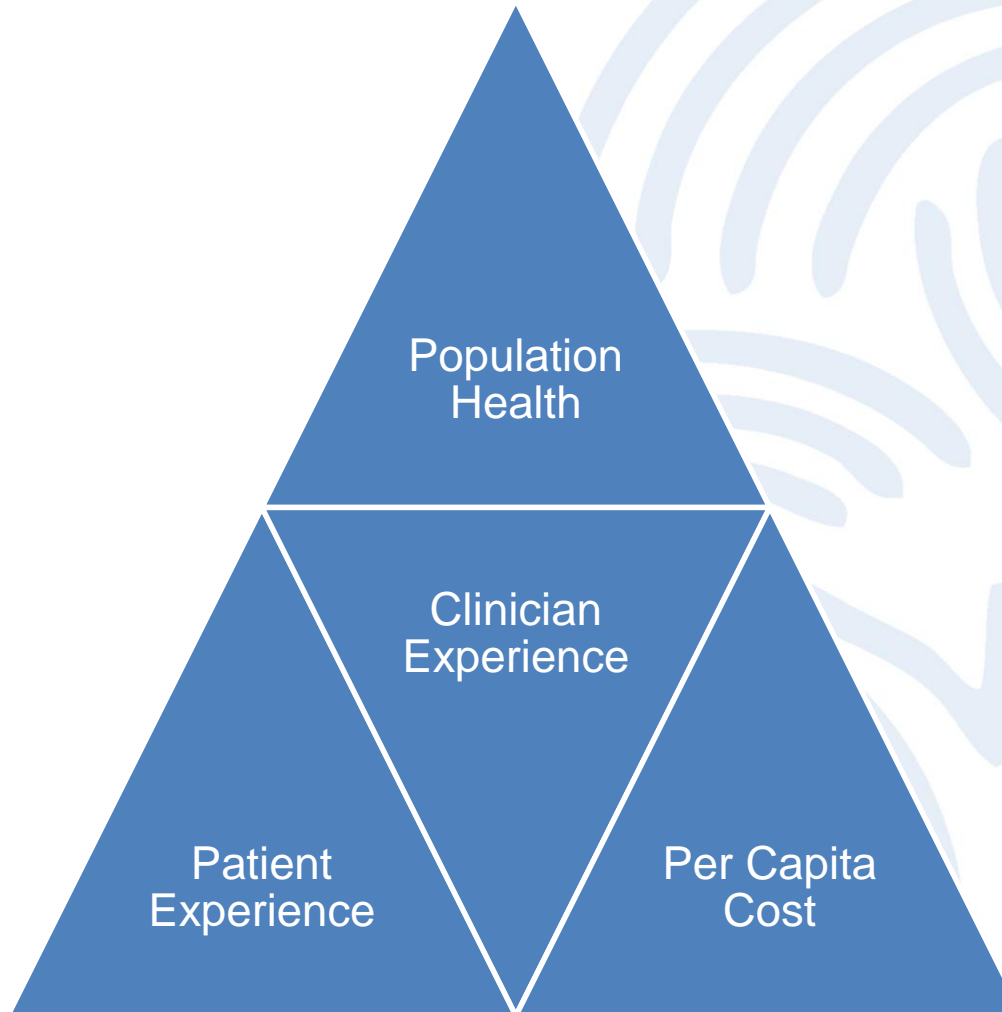 Population
Health
Clinician
Experience
Patient
Experience
Per Capita
Cost